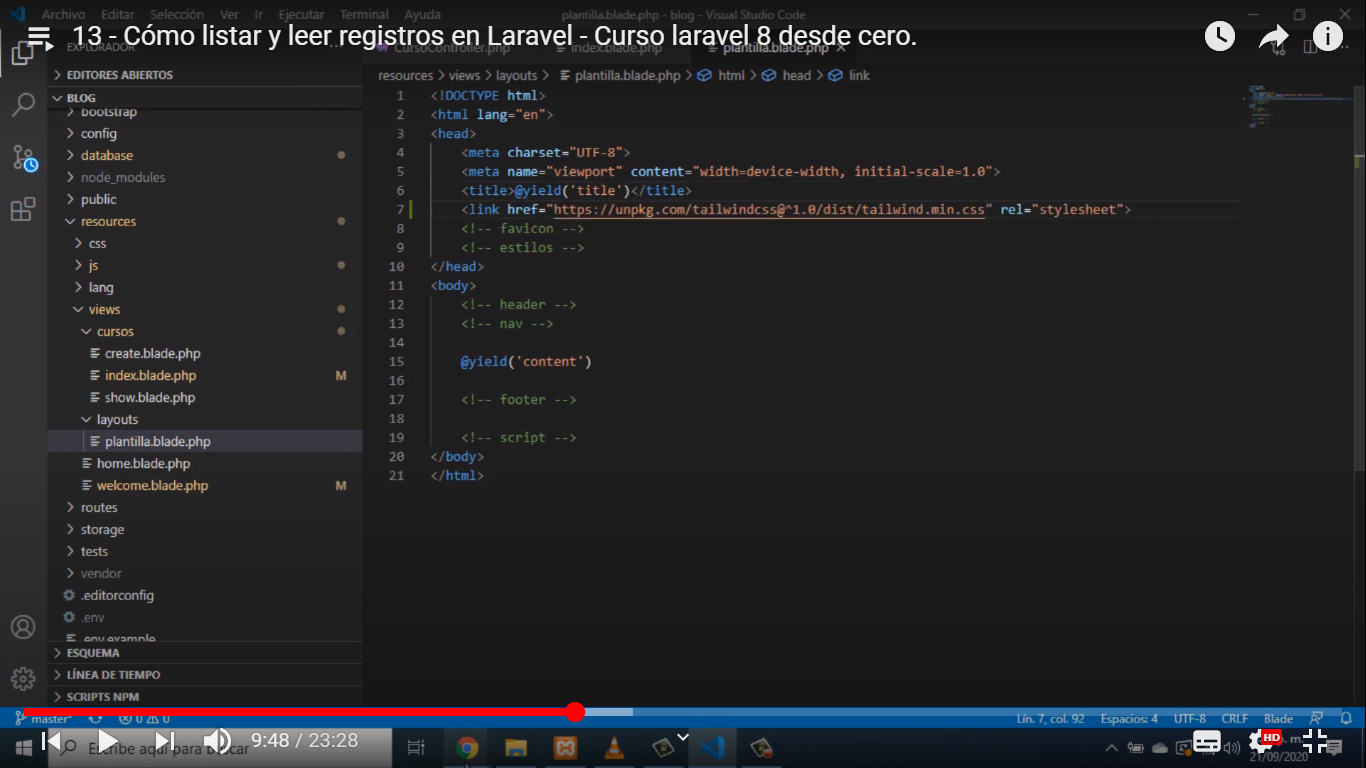 Archivo Editar Selección Ver Ir Ejecutar Terminal Ayuda
plantilla.blade.php - blog - Visual Studio Code
13 - Cómo listar y leer registros en Laravel - Curso laravel 8 desde cero.
EXPLORADOR
CursoController.php
index.blade.php
plantilla.blade.php
EDITORES ABIERTOS
BLOG
bootstrap
config
database
node_modules
public
resources
css
js
lang
views
cursos
create.blade.php
index.blade.php M
show.blade.php
layouts
plantilla.blade.php
home.blade.php
welcome.blade.php M
routes
storage
tests
vendor
.editorconfig
.env
.env.example
ESQUEMA
LÍNEA DE TIEMPO
SCRIPTS NPM
resources > views > layouts > plantilla.blade.php > html > head > link
1 <!DOCTYPE html>
2 <html lang="en">
3 <head>
4 <meta charset="UTF-8">
5 <meta name="viewport" content="width=device-width, initial-scale=1.0">
6 <title>@yield('title')</title>
7 <link href="https://unpkg.com/tailwindcss@^1.0/dist/tailwind.min.css" rel="stylesheet">
8 <!-- favicon -->
9 <!-- estilos -->
10 </head>
11 <body>
12 <!-- header -->
13 <!-- nav -->
14
15 @yield('content')
16
17 <!-- footer -->
18
19 <!-- script -->
20 </body>
21 </html>
master* 0 0
Lín. 7, col. 92 Espacios: 4 UTF-8 CRLF Blade
Escribe aquí para buscar
9:48 / 23:28
HD
21/09/2020